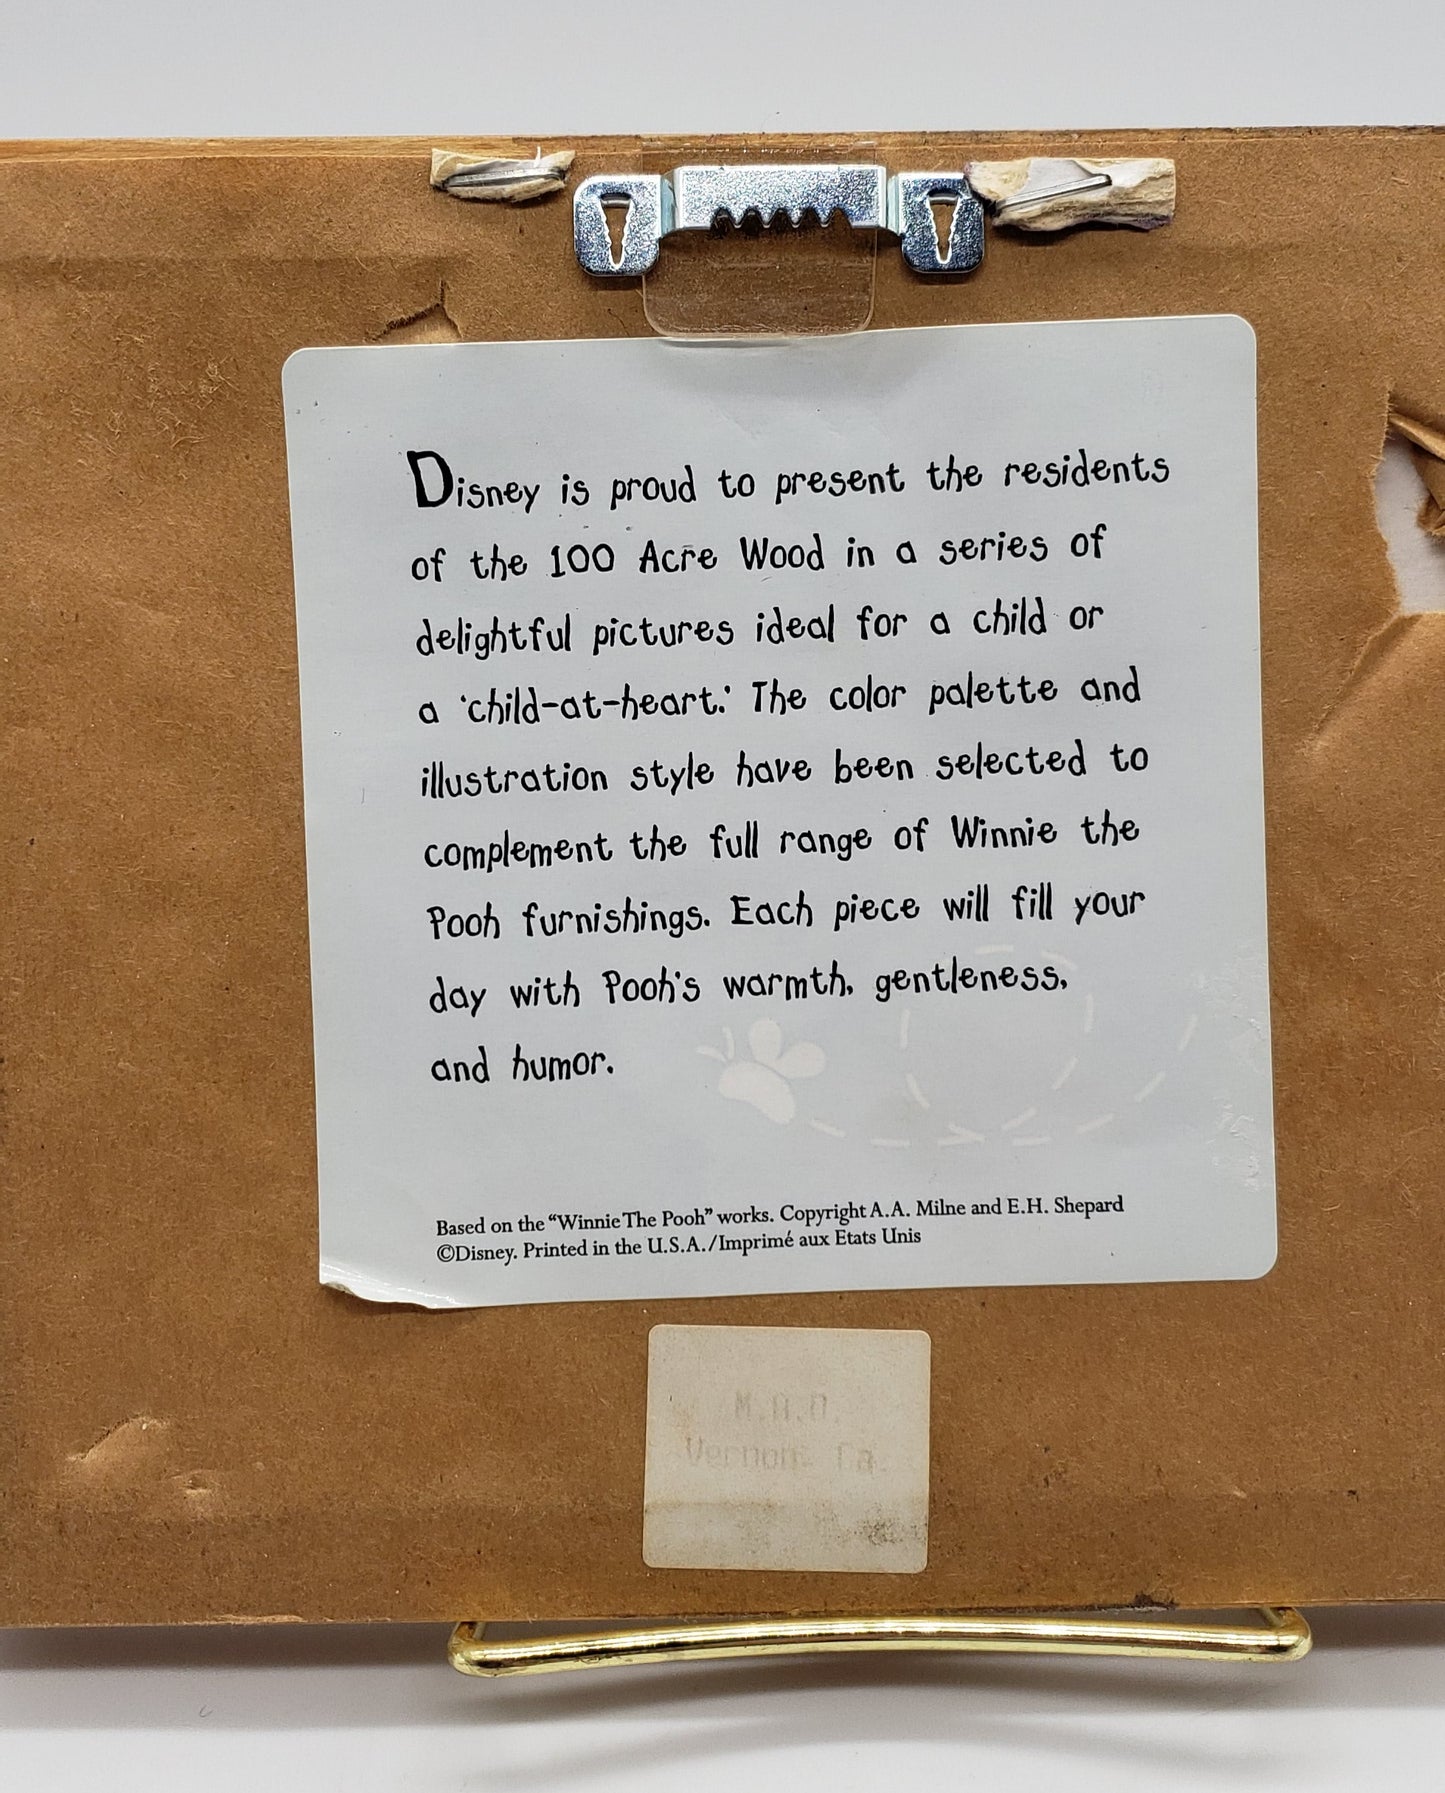 Disney is proud to present the residents
of the 100 Acre Wood in a series of
delightful pictures ideal for a child or
a 'child-at-heart.' The color palette and
illustration style have been selected to
complement the full range of Winnie the
Pooh furnishings. Each piece will fill your
day with Pooh's warmth, gentleness,
and humor.
Based on the “Winnie The Pooh” works. Copyright A.A. Milne and E.H. Shepard
©Disney. Printed in the U.S.A./Imprimé aux Etats Unis
Vernon